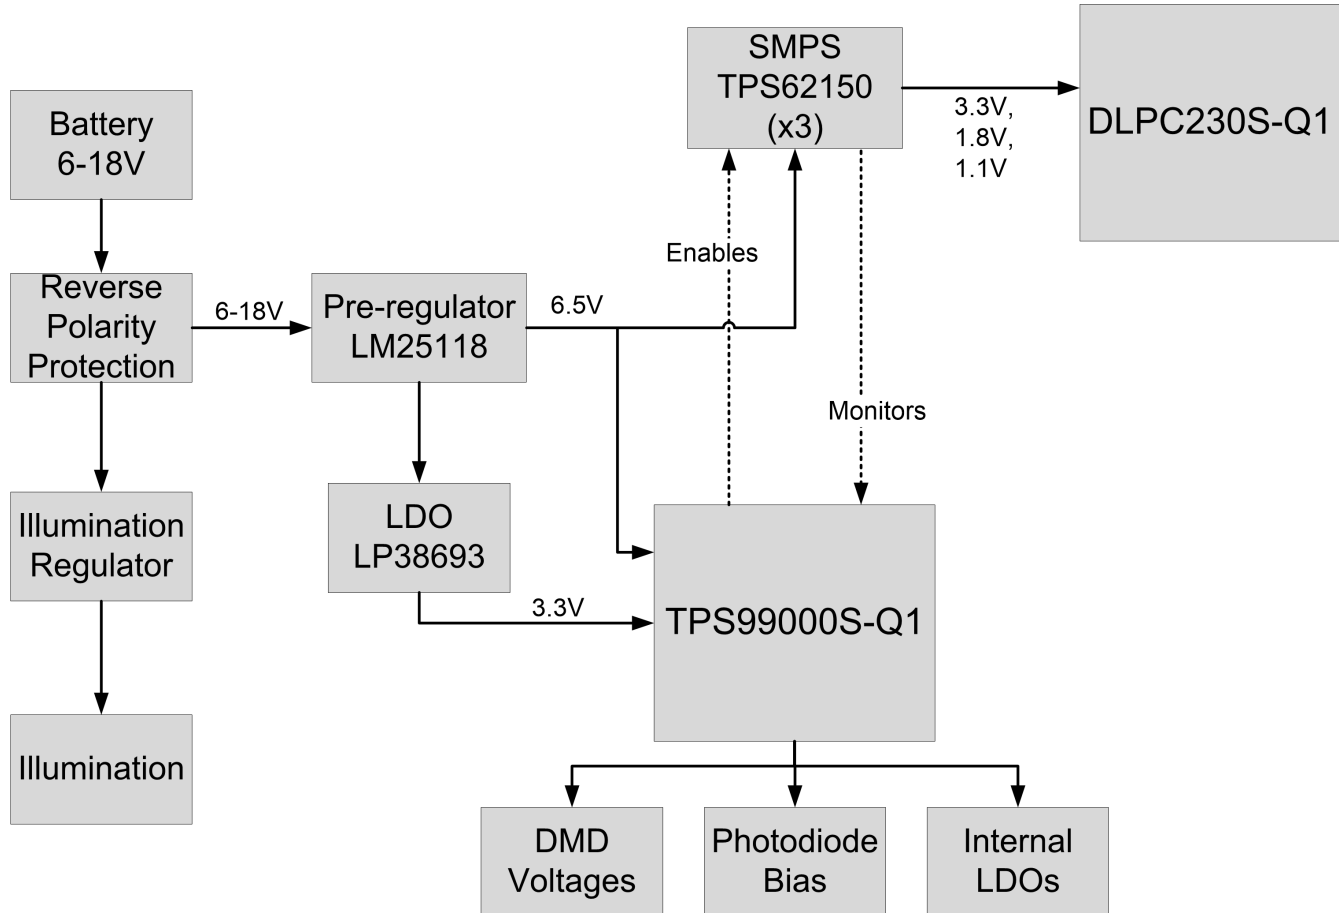 SMPS
TPS62150
(x3)
DLPC230S-Q1
3.3V,
1.8V,
1.1V
Battery
6-18V
Enables
Reverse
Polarity
Protection
6-18V
Pre-regulator
LM25118
6.5V
Monitors
Illumination
Regulator
LDO
LP38693
3.3V
TPS99000S-Q1
Illumination
DMD
Voltages
Photodiode
Bias
Internal
LDOs